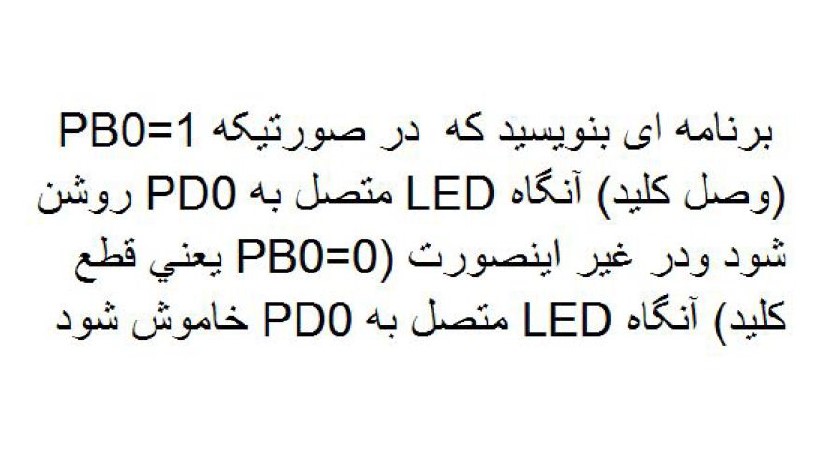 برنامه ای بنویسید که در صورتیکه PB0=1
(وصل کلید) آنگاه LED متصل به PD0 روشن
شود ودر غیر اینصورت (PB0=0 يعني قطع
کلید) آنگاه LED متصل به PD0 خاموش شود